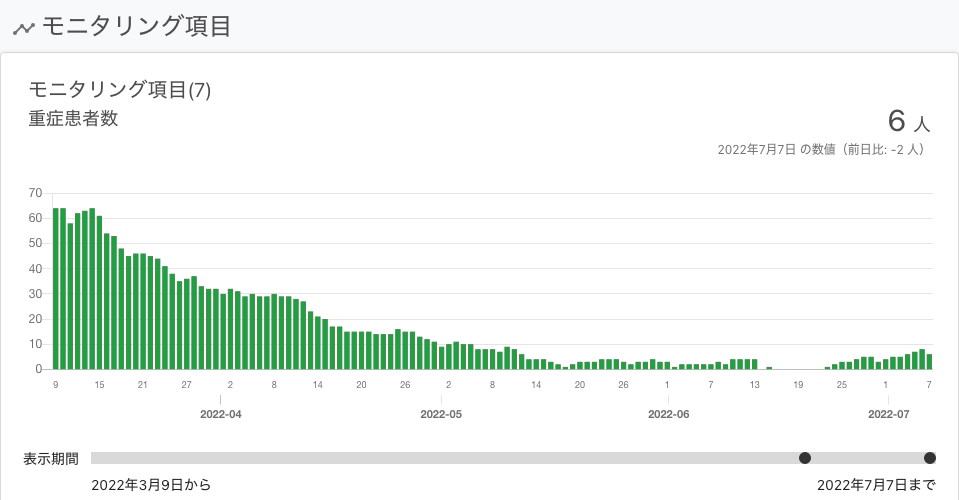 モニタリング項目
モニタリング項目(7)
重症患者数
6 人
2022年7月7日 の数値（前日比: -2 人）
70
60
50
40
30
20
10
0
9 15 21 27 2 8 14 20 26 2 8 14 20 26 1 7 13 19 25 1 7
2022-04 2022-05 2022-06 2022-07
表示期間
2022年3月9日から 2022年7月7日まで